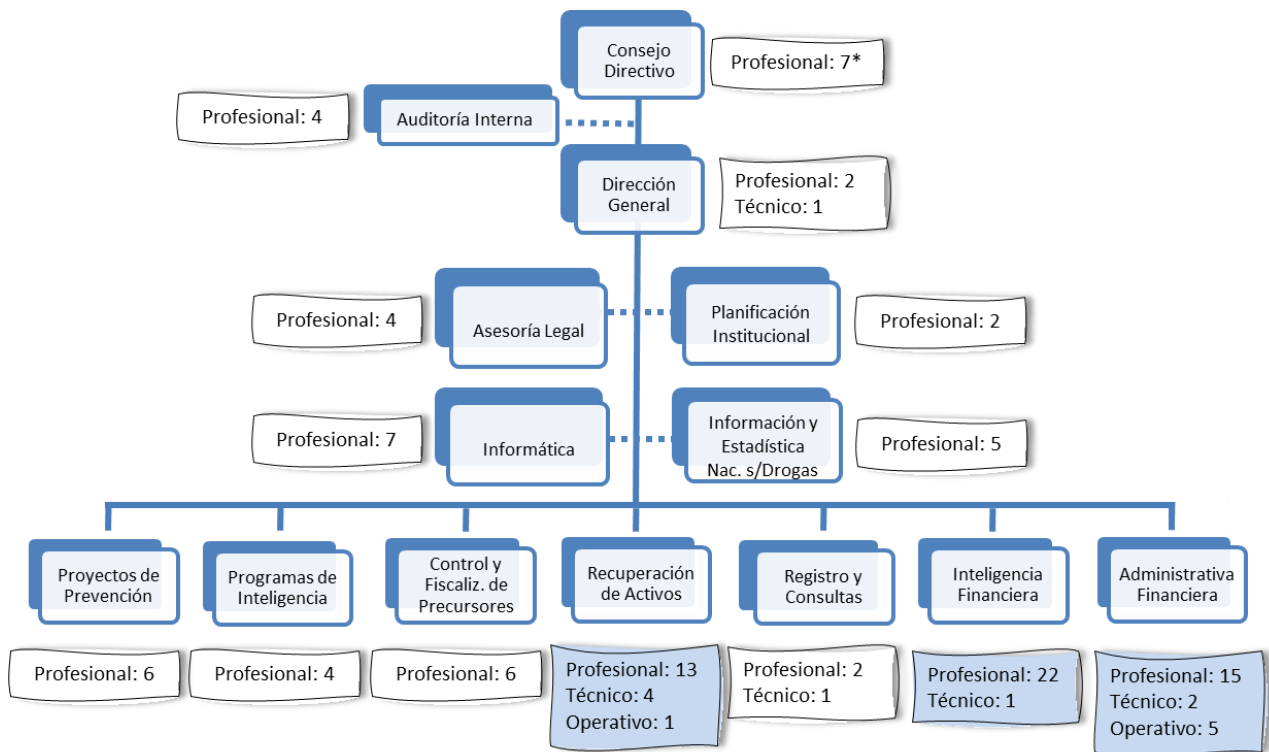 Consejo
Directivo
Profesional: 7*
Profesional: 4
Auditoría Interna
Dirección
General
Profesional: 2
Técnico: 1
Profesional: 4
Asesoría Legal
Planificación
Institucional
Profesional: 2
Profesional: 7
Informática
Información y
Estadística
Nac. s/Drogas
Profesional: 5
Proyectos de
Prevención
Programas de
Inteligencia
Control y
Fiscaliz. de
Precursores
Recuperación
de Activos
Registro y
Consultas
Inteligencia
Financiera
Administrativa
Financiera
Profesional: 6
Profesional: 4
Profesional: 6
Profesional: 13
Técnico: 4
Operativo: 1
Profesional: 2
Técnico: 1
Profesional: 22
Técnico: 1
Profesional: 15
Técnico: 2
Operativo: 5